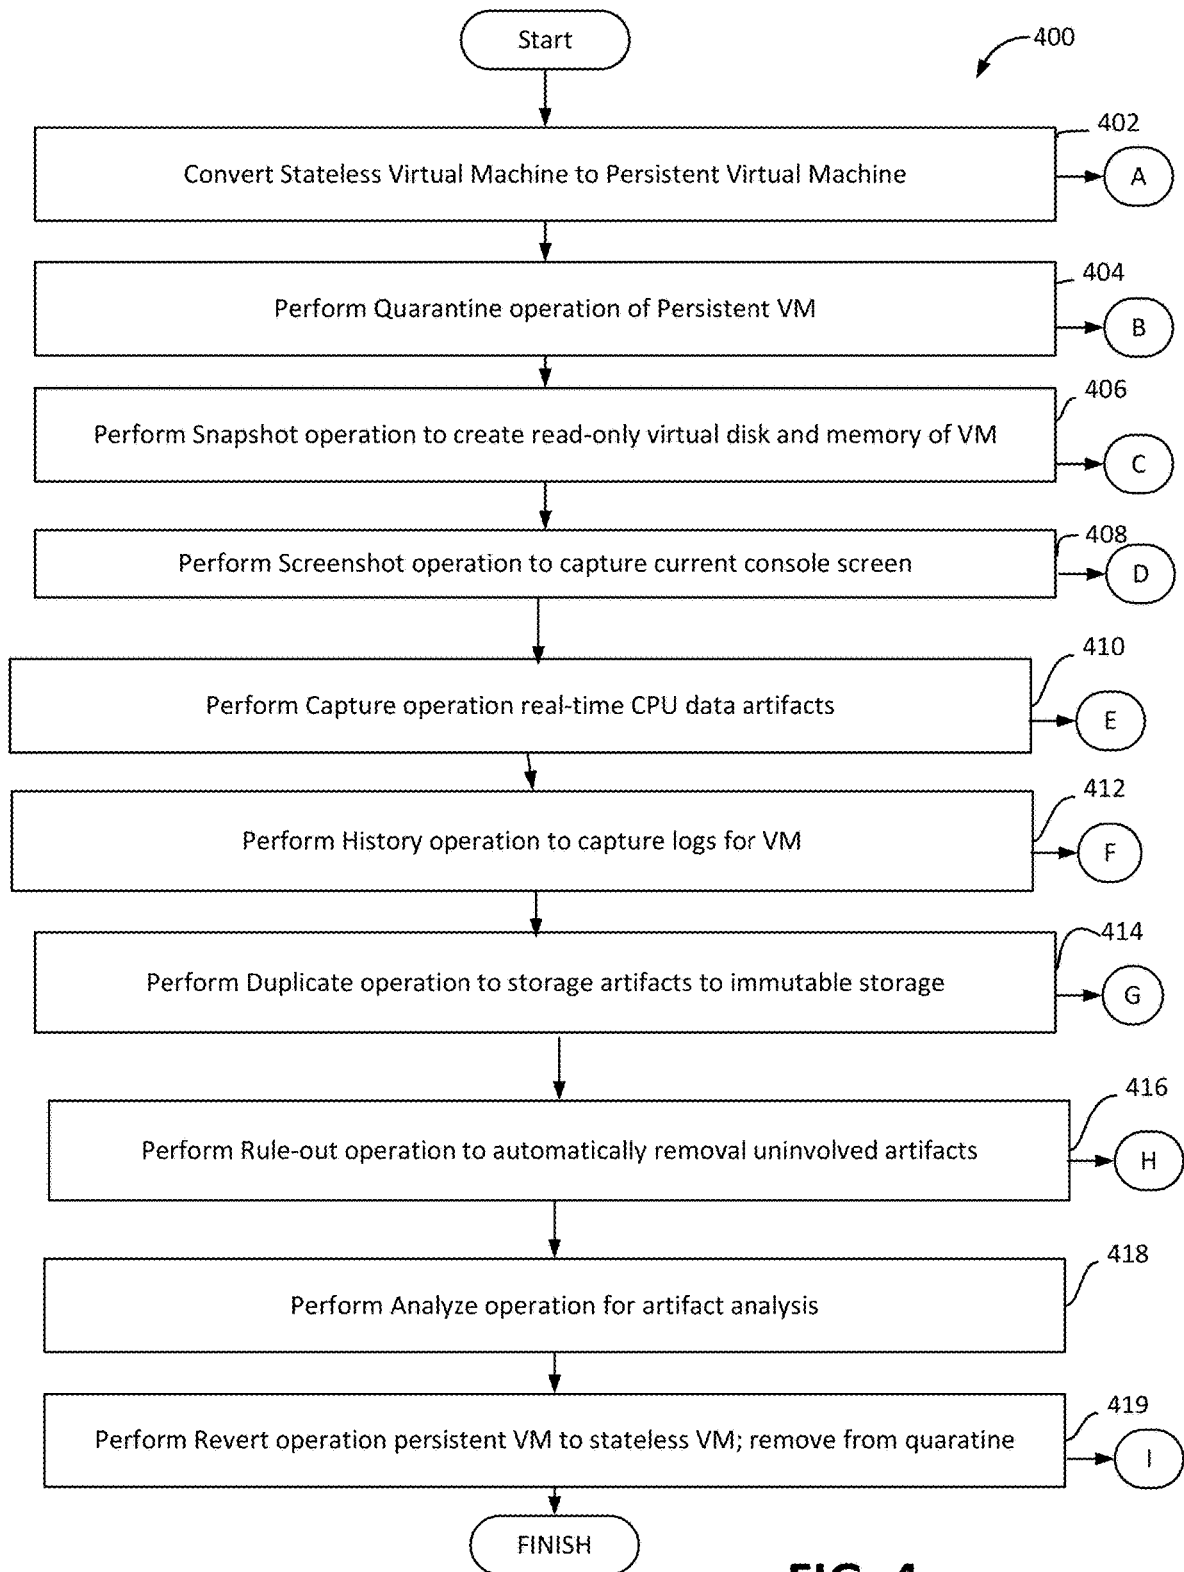 Start
400
402
Convert Stateless Virtual Machine to Persistent Virtual Machine
A
404
Perform Quarantine operation of Persistent VM
B
406
Perform Snapshot operation to create read-only virtual disk and memory of VM
C
408
Perform Screenshot operation to capture current console screen
D
410
Perform Capture operation real-time CPU data artifacts
E
412
Perform History operation to capture logs for VM
F
414
Perform Duplicate operation to storage artifacts to immutable storage
G
416
Perform Rule-out operation to automatically removal uninvolved artifacts
H
418
Perform Analyze operation for artifact analysis
419
Perform Revert operation persistent VM to stateless VM; remove from quaratine
I
FINISH
FIG. 4